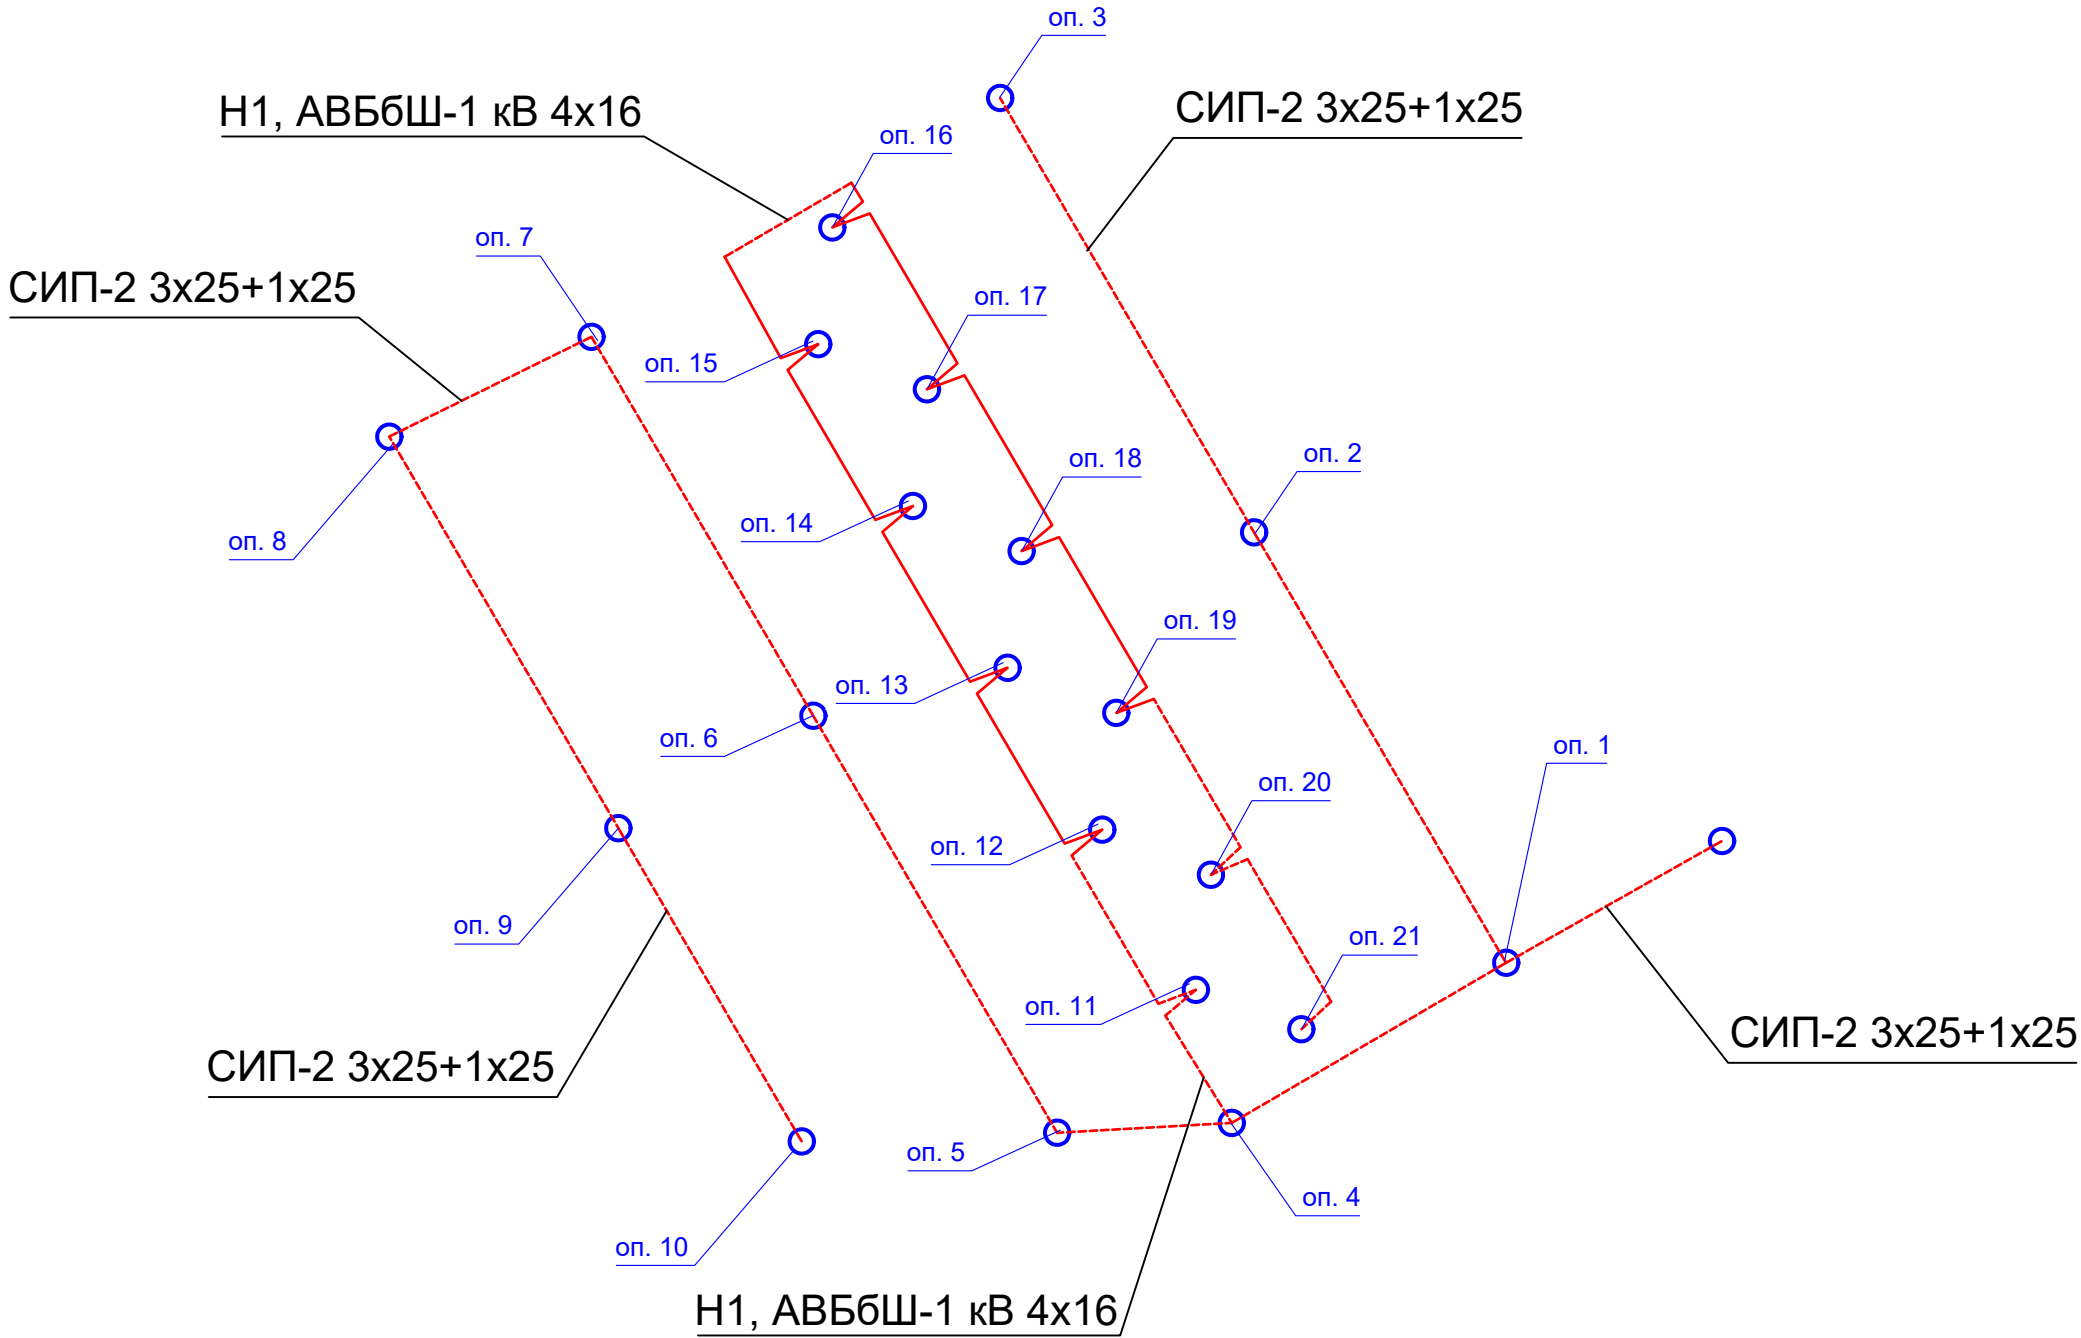 оп. 3
Н1, АВБбШ-1 кВ 4х16
СИП-2 3х25+1х25
оп. 16
оп. 7
СИП-2 3х25+1х25
оп. 17
оп. 15
оп. 18
оп. 2
оп. 14
оп. 8
оп. 19
оп. 13
оп. 6
оп. 1
оп. 20
оп. 12
оп. 9
оп. 21
оп. 11
СИП-2 3х25+1х25
СИП-2 3х25+1х25
оп. 5
оп. 4
оп. 10
Н1, АВБбШ-1 кВ 4х16